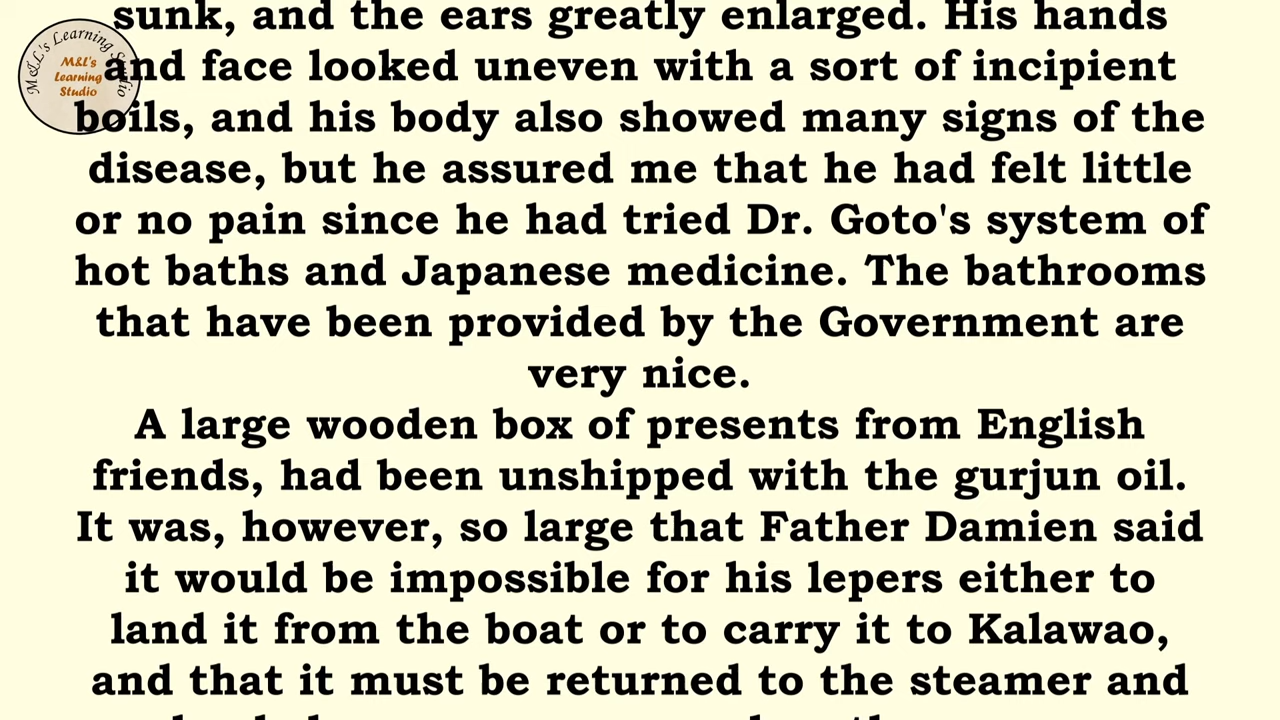 sunk, and the ears greatly enlarged. His hands
and face looked uneven with a sort of incipient
boils, and his body also showed many signs of the
disease, but he assured me that he had felt little
or no pain since he had tried Dr. Goto's system of
hot baths and Japanese medicine. The bathrooms
that have been provided by the Government are
very nice.
A large wooden box of presents from English
friends, had been unshipped with the gurjun oil.
It was, however, so large that Father Damien said
it would be impossible for his lepers either to
land it from the boat or to carry it to Kalawao,
and that it must be returned to the steamer and
M&L's Learning Studio
M&L's
Learning
Studio